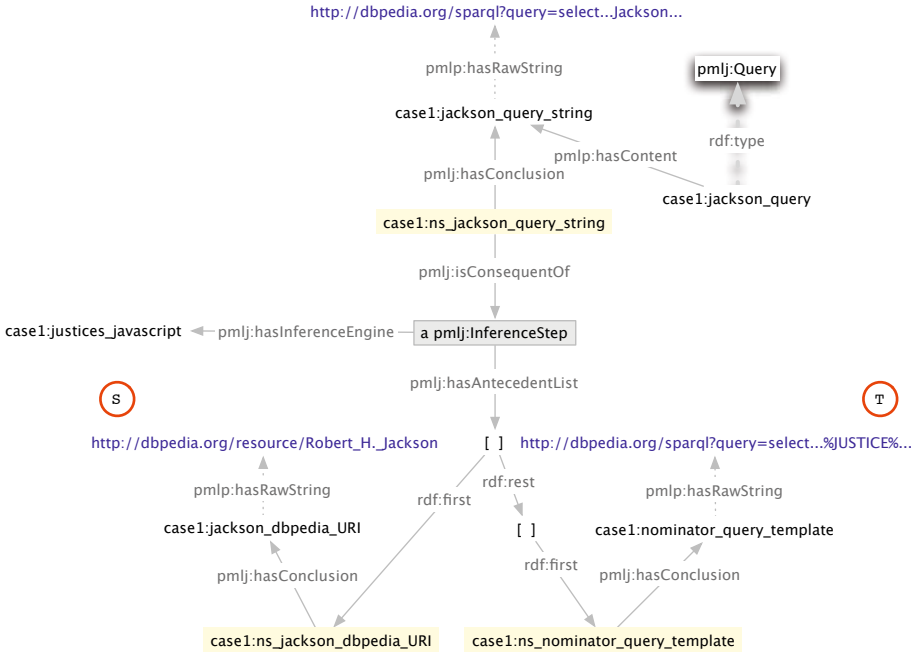 http://dbpedia.org/sparql?query=select...Jackson...
pmlp:hasRawString
pmlj:Query
case1:jackson_query_string
rdf:type
pmlp:hasContent
pmlj:hasConclusion
case1:jackson_query
case1:ns_jackson_query_string
pmlj:isConsequentOf
case1:justices_javascript
pmlj:hasInferenceEngine
a pmlj:InferenceStep
pmlj:hasAntecedentList
S
T
http://dbpedia.org/resource/Robert_H._Jackson
[ ]
http://dbpedia.org/sparql?query=select...%JUSTICE%...
rdf:rest
pmlp:hasRawString
rdf:first
pmlp:hasRawString
case1:jackson_dbpedia_URI
[ ]
case1:nominator_query_template
rdf:first
pmlj:hasConclusion
pmlj:hasConclusion
case1:ns_jackson_dbpedia_URI
case1:ns_nominator_query_template